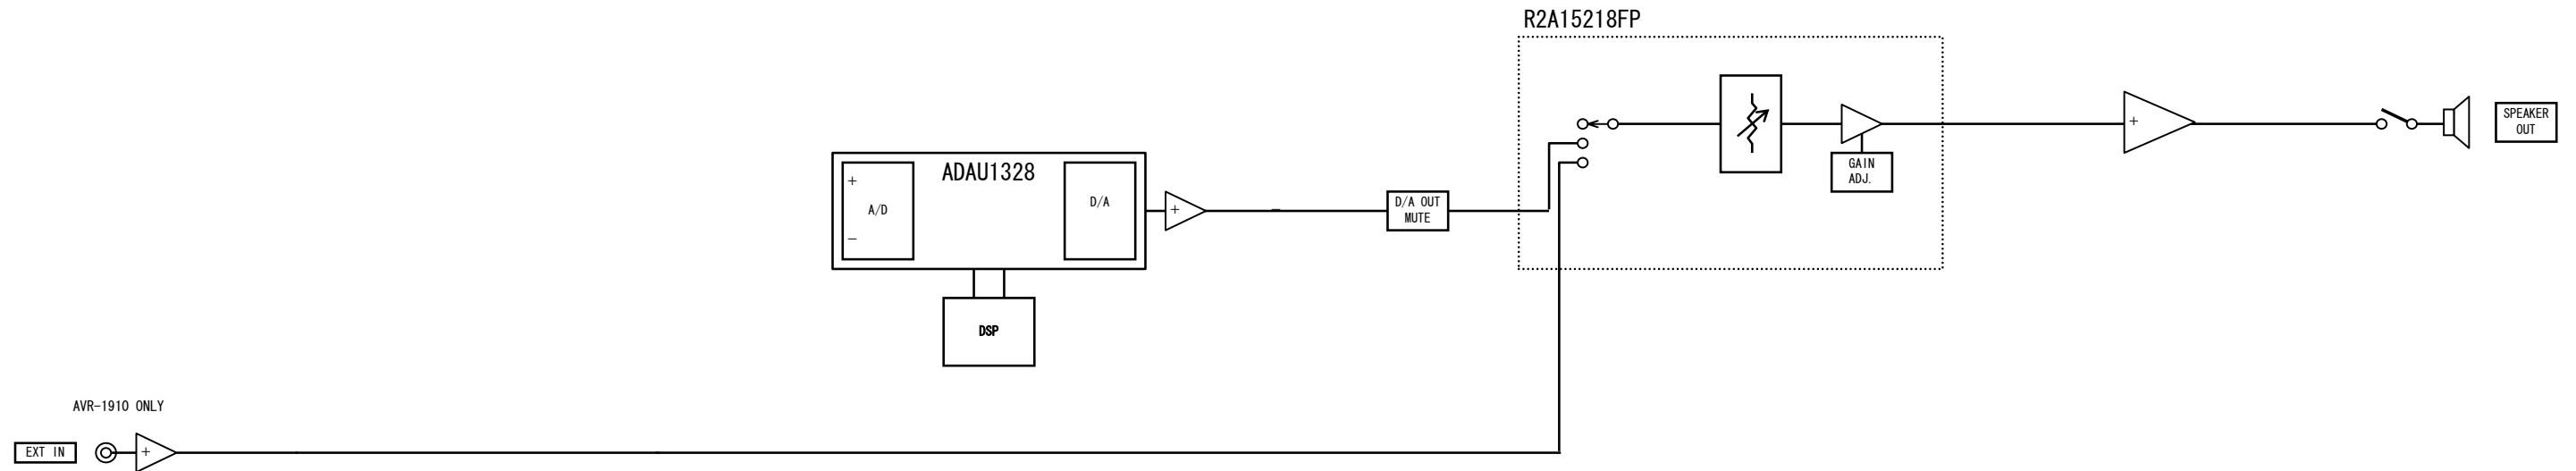 R2A15218FP
SPEAKER
OUT
GAIN
ADJ.
ADAU1328
+
A/D
−
D/A
+
D/A OUT
MUTE
+
DSP
AVR-1910 ONLY
EXT IN
+